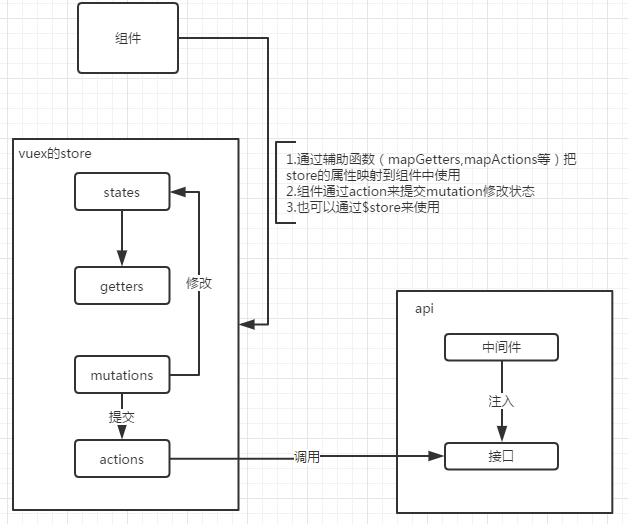 组件
vuex的store
states
getters
修改
mutations
提交
actions
1.通过辅助函数（mapGetters,mapActions等）把
store的属性映射到组件中使用
2.组件通过action来提交mutation修改状态
3.也可以通过$store来使用
调用
api
中间件
注入
接口